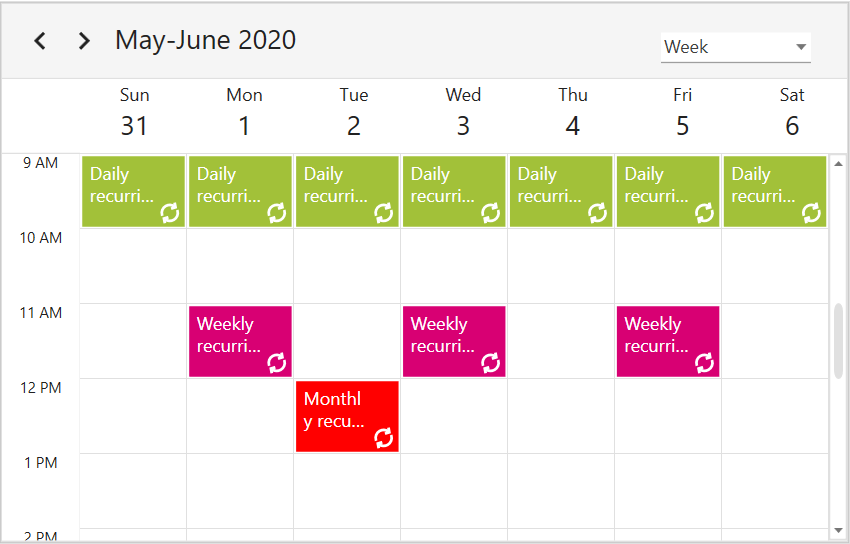 May-June 2020
Week
Sun Mon Tue Wed Thu Fri Sat
31 1 2 3 4 5 6
9 AM
Daily Daily Daily Daily Daily Daily Daily
recurri... recurri... recurri... recurri... recurri... recurri... recurri...
10 AM
11 AM
Weekly Weekly Weekly
recurri... recurri... recurri...
12 PM
Monthl
y recu...
1 PM
2 PM